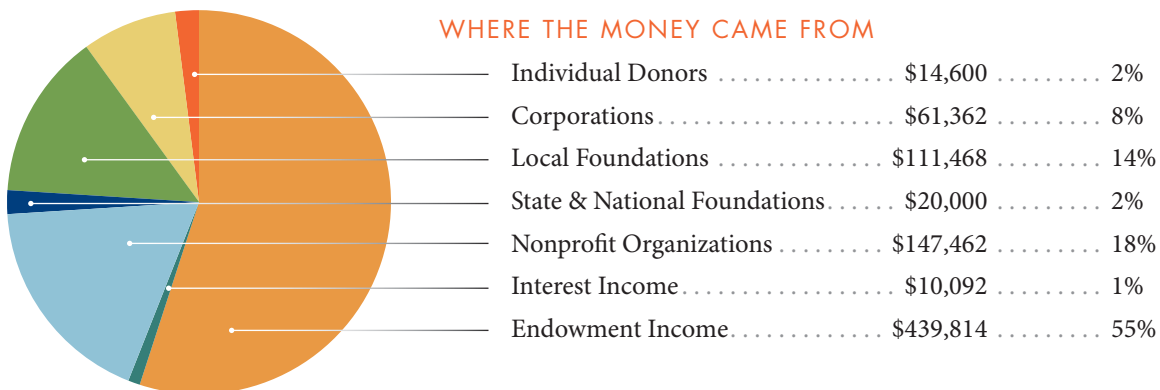 WHERE THE MONEY CAME FROM
Individual Donors . . . . . . . . . . . . . . . . $14,600 . . . . . . . . . 2%
Corporations . . . . . . . . . . . . . . . . . . . . . $61,362 . . . . . . . . . 8%
Local Foundations . . . . . . . . . . . . . . . $111,468 . . . . . . . . . 14%
State & National Foundations . . . . . . $20,000 . . . . . . . . . 2%
Nonprofit Organizations . . . . . . . . . $147,462 . . . . . . . . . 18%
Interest Income . . . . . . . . . . . . . . . . . . . $10,092 . . . . . . . . . 1%
Endowment Income . . . . . . . . . . . . . $439,814 . . . . . . . . . 55%